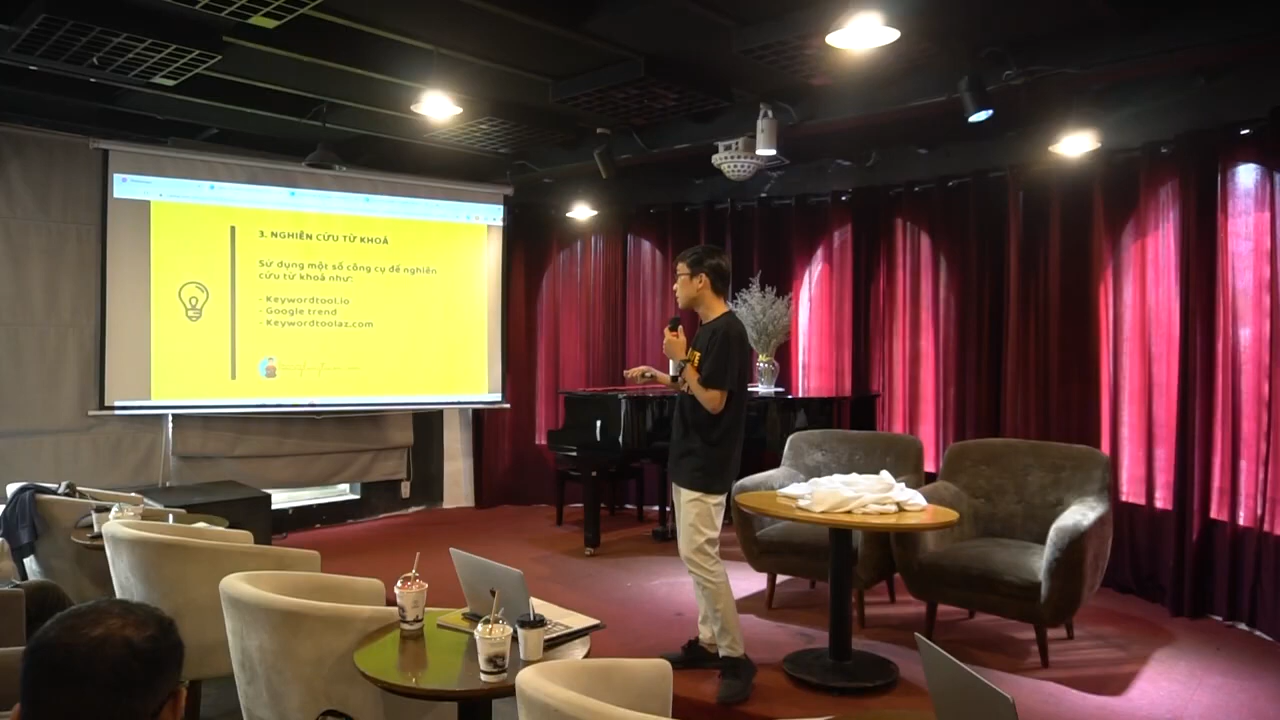 3. NGHIÊN CỨU TỪ KHOÁ
Sử dụng một số công cụ để nghiên
cứu từ khoá như:
- Keywordtool.io
- Google trend
- Keywordtoolaz.com